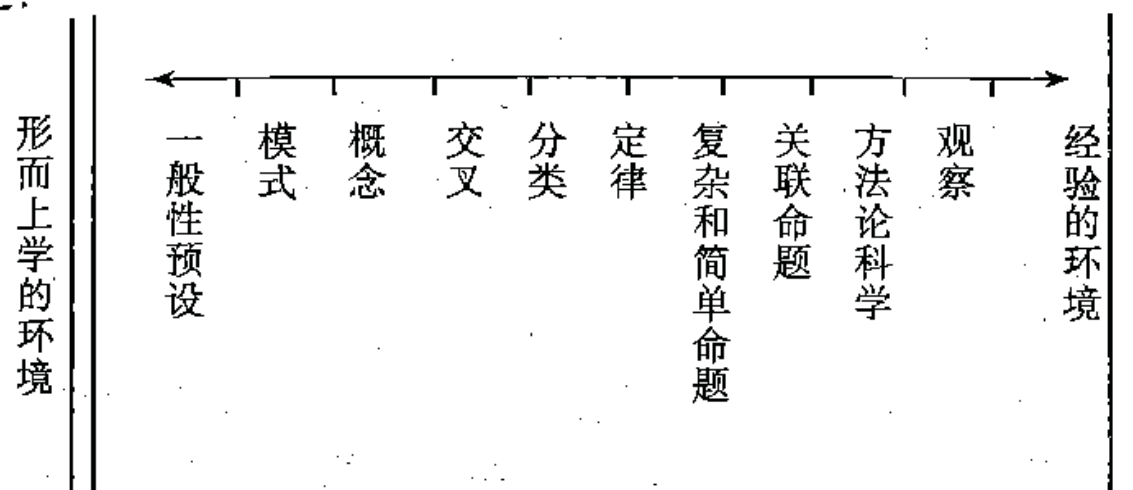 形而上学的环境
一般性预设
模式
概念
交叉
分类
定律
复杂和简单命题
关联命题
方法论科学
观察
经验的环境